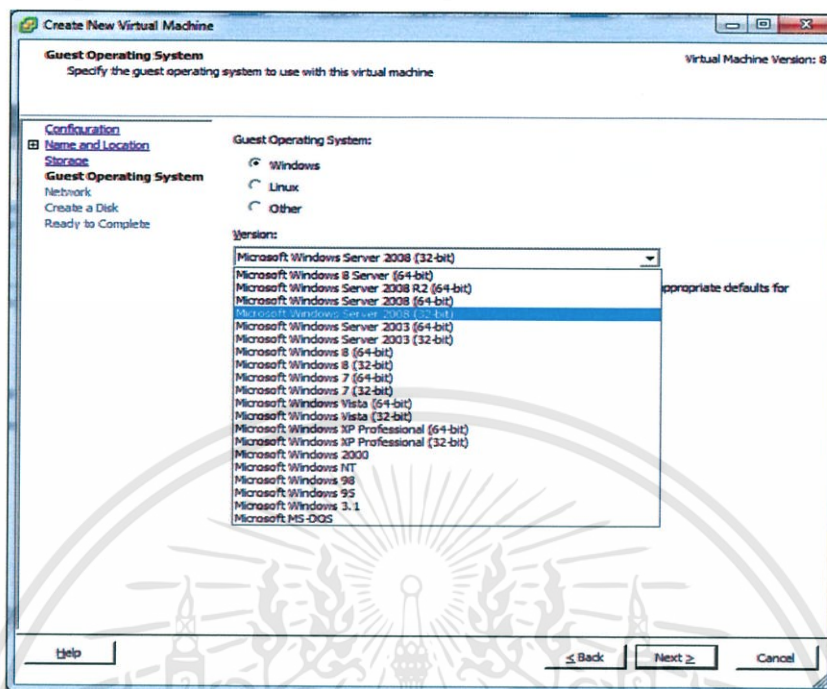 Create New Virtual Machine
Guest Operating System
Specify the guest operating system to use with this virtual machine
Virtual Machine Version: 8
Configuration
Name and Location
Storage
Guest Operating System
Network
Create a Disk
Ready to Complete
Guest Operating System:
Windows
Linux
Other
Version:
Microsoft Windows Server 2008 (32-bit)
Microsoft Windows 8 Server (64-bit)
Microsoft Windows Server 2008 R2 (64-bit)
Microsoft Windows Server 2008 (64-bit)
Microsoft Windows Server 2008 (32-bit)
Microsoft Windows Server 2003 (64-bit)
Microsoft Windows Server 2003 (32-bit)
Microsoft Windows 8 (64-bit)
Microsoft Windows 8 (32-bit)
Microsoft Windows 7 (64-bit)
Microsoft Windows 7 (32-bit)
Microsoft Windows Vista (64-bit)
Microsoft Windows Vista (32-bit)
Microsoft Windows XP Professional (64-bit)
Microsoft Windows XP Professional (32-bit)
Microsoft Windows 2000
Microsoft Windows NT
Microsoft Windows 98
Microsoft Windows 95
Microsoft Windows 3.1
Microsoft MS-DOS
ppropriate defaults for
Help
< Back
Next >
Cancel